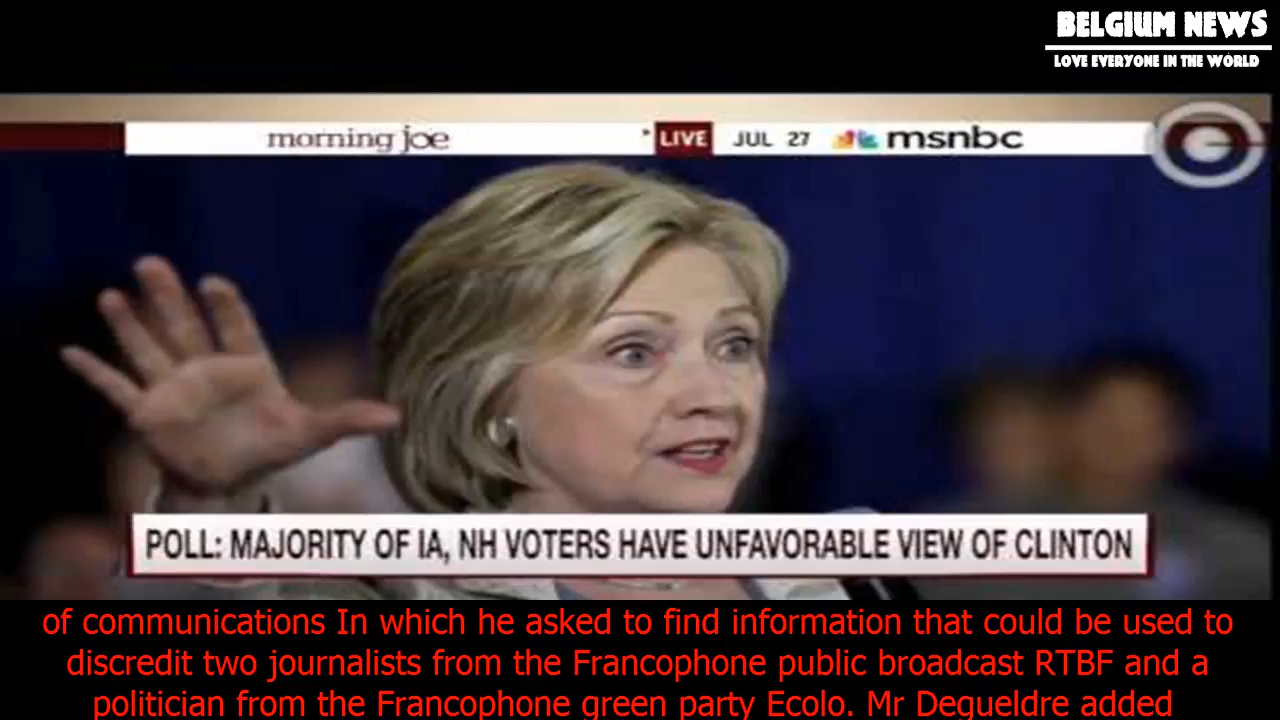 BELGIUM NEWS
LOVE EVERYONE IN THE WORLD
morning joe LIVE JUL 27 msnbc
POLL: MAJORITY OF IA, NH VOTERS HAVE UNFAVORABLE VIEW OF CLINTON
of communications In which he asked to find information that could be used to
discredit two journalists from the Francophone public broadcast RTBF and a
politician from the Francophone green party Ecolo. Mr Degueldre added